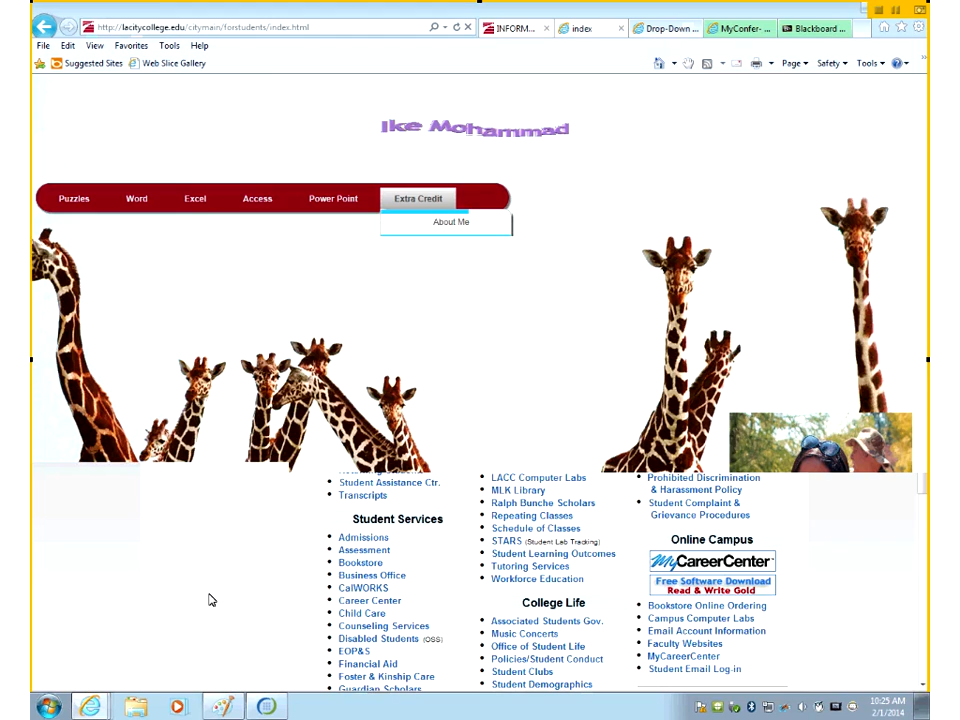 http://lacitycollege.edu/citymain/forstudents/index.html
INFORM...
index
Drop-Down ...
MyConfer- ...
Blackboard ...
File Edit View Favorites Tools Help
Suggested Sites Web Slice Gallery
Page Safety Tools
Ike Mohammad
Puzzles Word Excel Access Power Point Extra Credit
About Me
Student Assistance Ctr.
Transcripts
Student Services
Admissions
Assessment
Bookstore
Business Office
CalWORKS
Career Center
Child Care
Counseling Services
Disabled Students (OSS)
EOP&S
Financial Aid
Foster & Kinship Care
Guardian Scholars
LACC Computer Labs
MLK Library
Ralph Bunche Scholars
Repeating Classes
Schedule of Classes
STARS (Student Lab Tracking)
Student Learning Outcomes
Tutoring Services
Workforce Education
College Life
Associated Students Gov.
Music Concerts
Office of Student Life
Policies/Student Conduct
Student Clubs
Student Demographics
Prohibited Discrimination
& Harassment Policy
Student Complaint &
Grievance Procedures
Online Campus
MyCareerCenter
Free Software Download
Read & Write Gold
Bookstore Online Ordering
Campus Computer Labs
Email Account Information
Faculty Websites
MyCareerCenter
Student Email Log-in
10:25 AM
2/1/2014